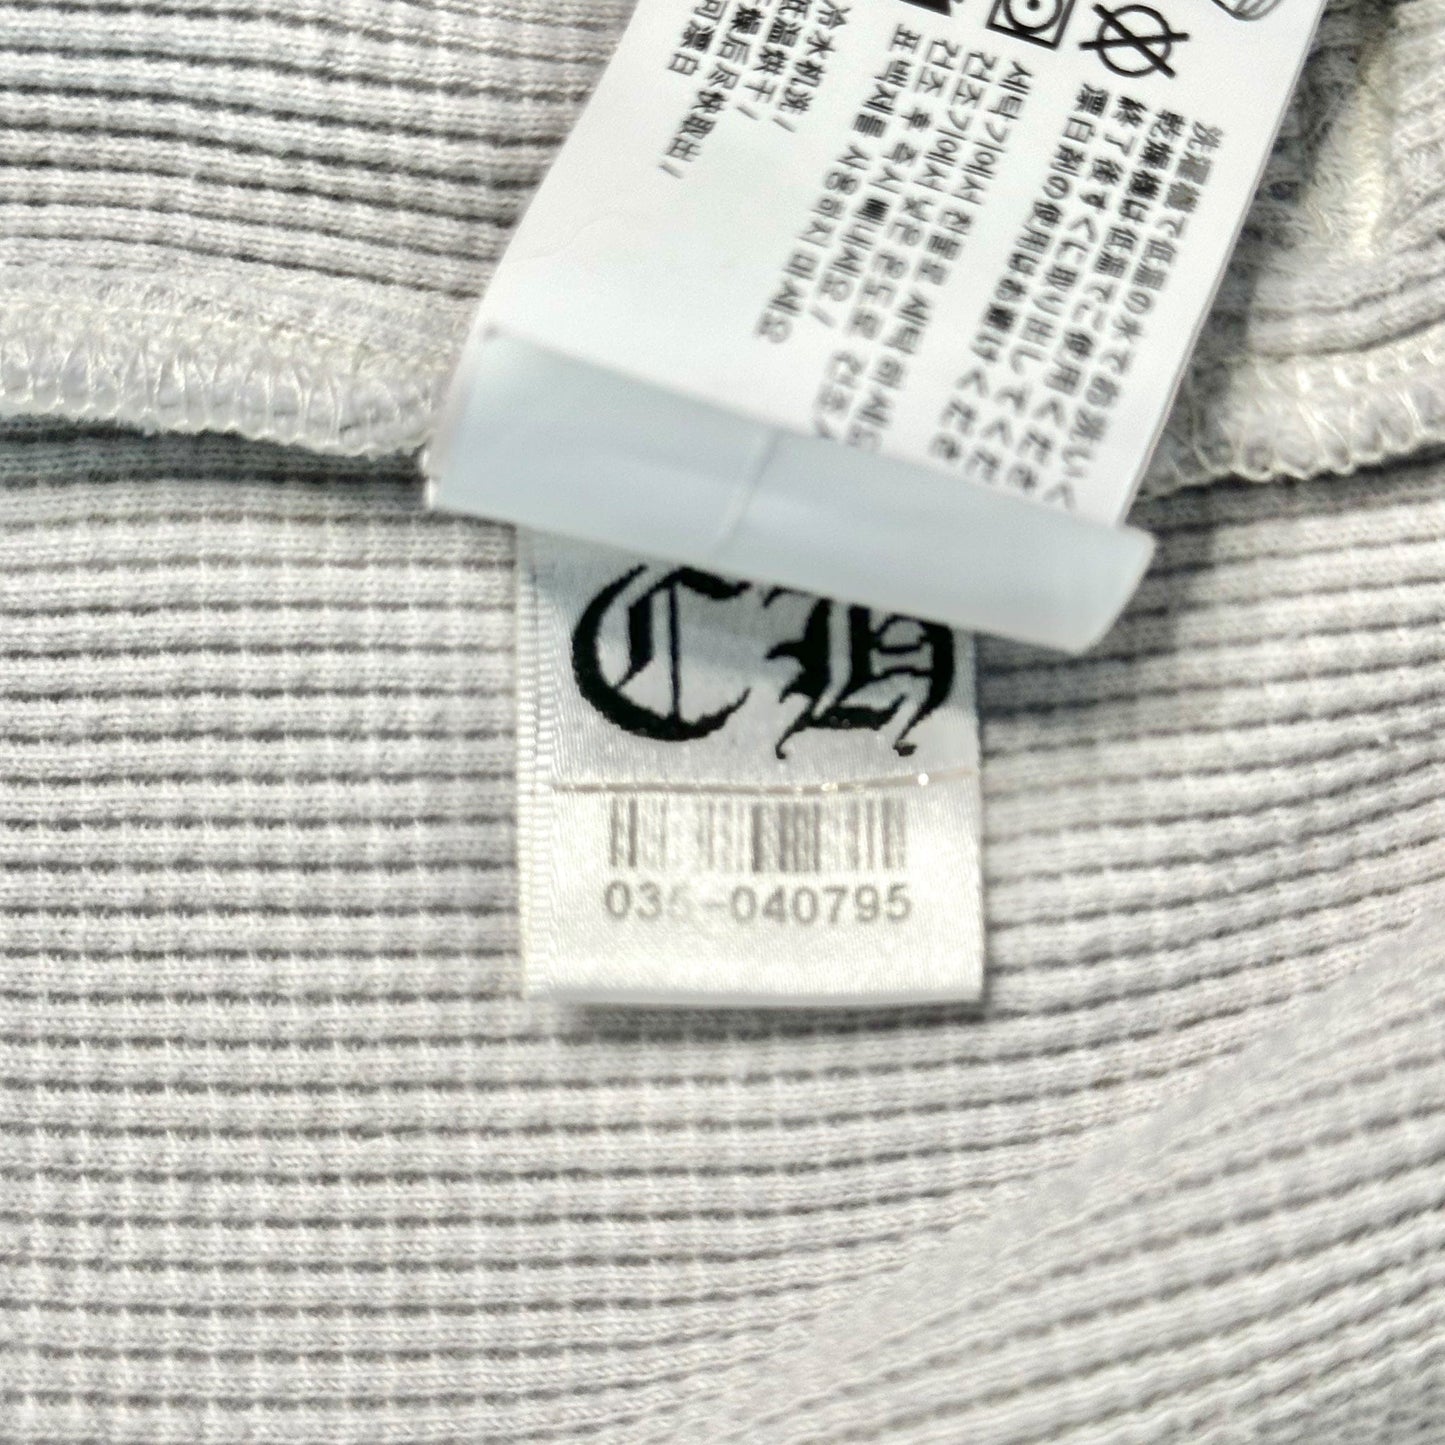 冷水机洗 /
低温烘干 /
干燥后尽快取出 /
세탁기에서 찬물로 세탁하세요
건조기에서 낮은 온도로 건조
건조 후 즉시 빼내세요 /
표백제를 사용하지 마세요
洗濯機で低温の水でお洗いく
乾燥機は低温でご使用くださ
終了後すぐに取り出してくだ
漂白剤の使用はお避けくださ
CH
035-040795